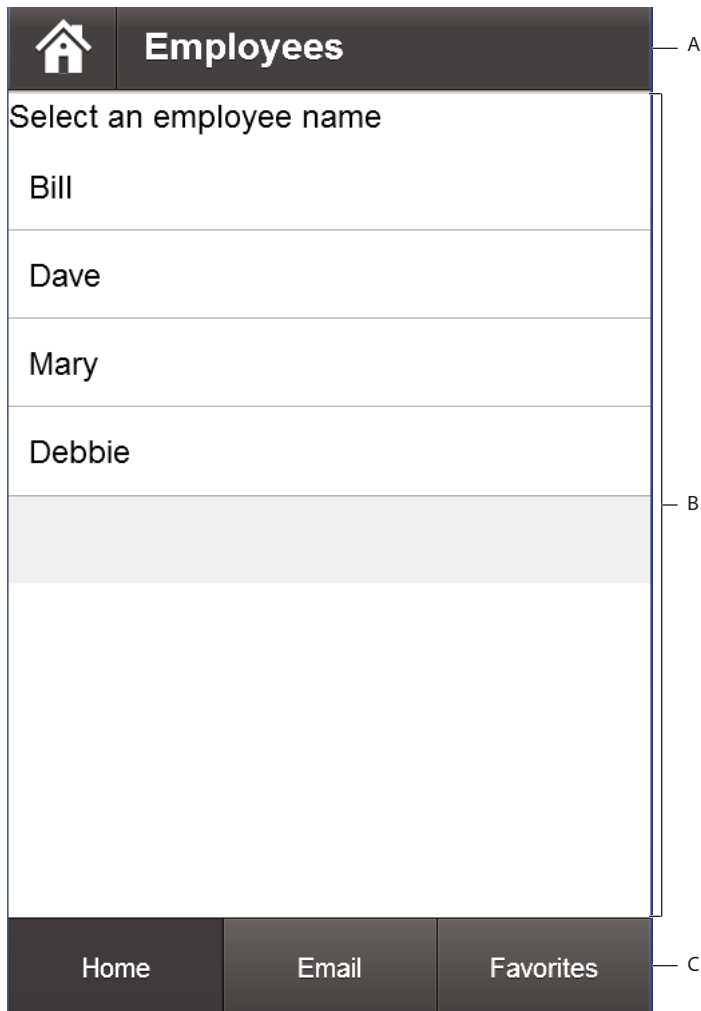 Employees
A
Select an employee name
Bill
Dave
Mary
Debbie
B
Home Email Favorites
C